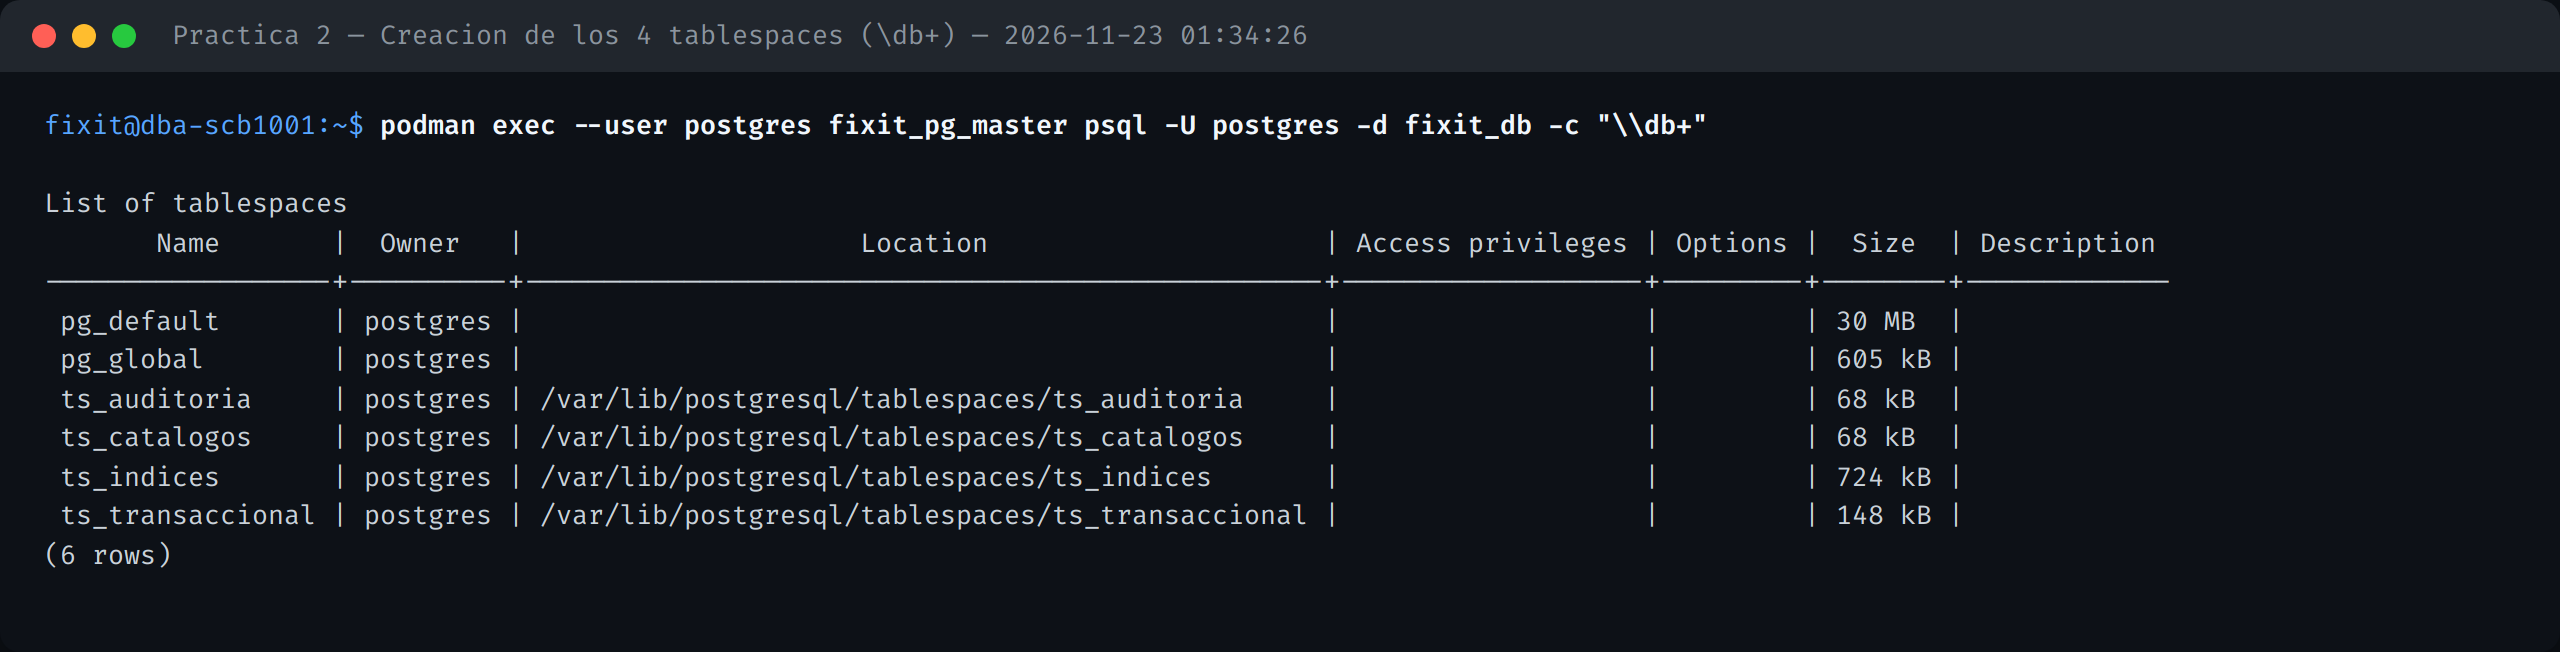 Practica 2 — Creacion de los 4 tablespaces (\db+) — 2026-11-23 01:34:26
fixit@dba-scb1001:~$ podman exec --user postgres fixit_pg_master psql -U postgres -d fixit_db -c "\\db+"
List of tablespaces
       Name       |  Owner   |                     Location                     | Access privileges | Options |  Size  | Description
------------------+----------+--------------------------------------------------+-------------------+---------+--------+-------------
 pg_default       | postgres |                                                  |                   |         | 30 MB  |
 pg_global        | postgres |                                                  |                   |         | 605 kB |
 ts_auditoria     | postgres | /var/lib/postgresql/tablespaces/ts_auditoria     |                   |         | 68 kB  |
 ts_catalogos     | postgres | /var/lib/postgresql/tablespaces/ts_catalogos     |                   |         | 68 kB  |
 ts_indices       | postgres | /var/lib/postgresql/tablespaces/ts_indices       |                   |         | 724 kB |
 ts_transaccional | postgres | /var/lib/postgresql/tablespaces/ts_transaccional |                   |         | 148 kB |
(6 rows)